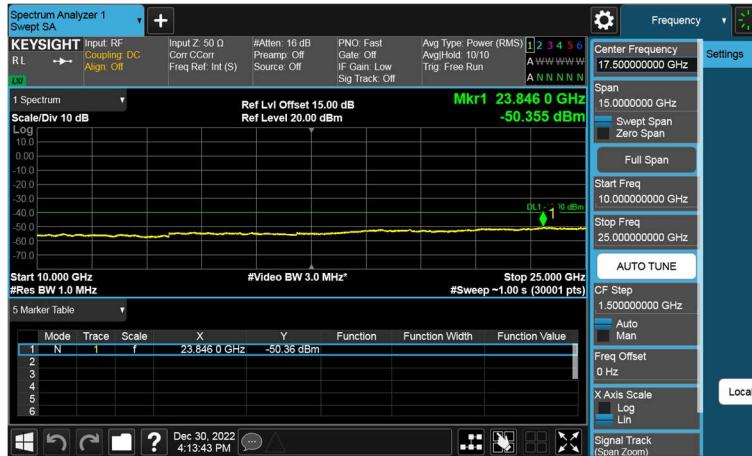 Spectrum Analyzer 1
Swept SA
Frequency
KEYSIGHT
R L
LXI
Input: RF
Coupling: DC
Align: Off
Input Z: 50 Ω
Corr CCorr
Freq Ref: Int (S)
#Atten: 16 dB
Preamp: Off
Source: Off
PNO: Fast
Gate: Off
IF Gain: Low
Sig Track: Off
Avg Type: Power (RMS)
Avg|Hold: 10/10
Trig: Free Run
1 2 3 4 5 6
A W W W W W
A N N N N N
1 Spectrum
Scale/Div 10 dB
Ref Lvl Offset 15.00 dB
Ref Level 20.00 dBm
Mkr1 23.846 0 GHz
-50.355 dBm
Log
10.0
0.00
-10.0
-20.0
-30.0
-40.0
-50.0
-60.0
-70.0
1
Start 10.000 GHz
#Res BW 1.0 MHz
#Video BW 3.0 MHz*
Stop 25.000 GHz
#Sweep ~1.00 s (30001 pts)
5 Marker Table
Mode Trace Scale X Y Function Function Width Function Value
1 N 1 f 23.846 0 GHz -50.36 dBm
2
3
4
5
6
Dec 30, 2022
4:13:43 PM
Center Frequency
17.500000000 GHz
Settings
Span
15.0000000 GHz
Swept Span
Zero Span
Full Span
Start Freq
10.000000000 GHz
Stop Freq
25.000000000 GHz
AUTO TUNE
CF Step
1.500000000 GHz
Auto
Man
Freq Offset
0 Hz
X Axis Scale
Log
Lin
Local
Signal Track
(Span Zoom)